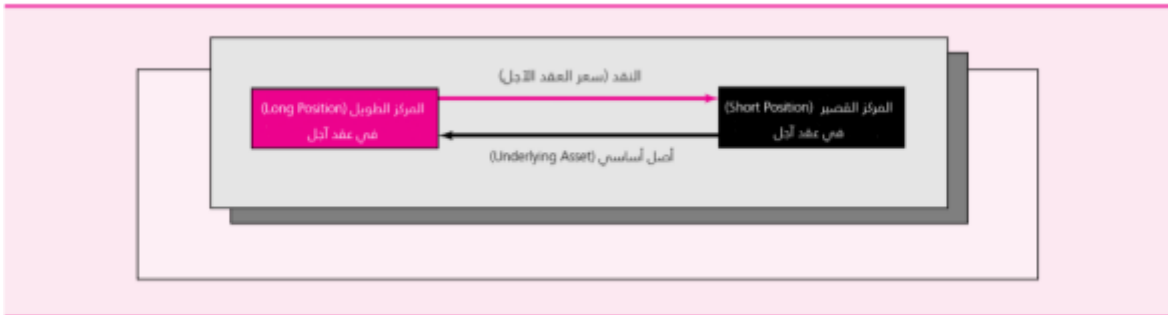 النقد (سعر العقد الآجل)
المركز الطويل (Long Position)
في عقد آجل
المركز القصير (Short Position)
في عقد آجل
أصل أساسي (Underlying Asset)